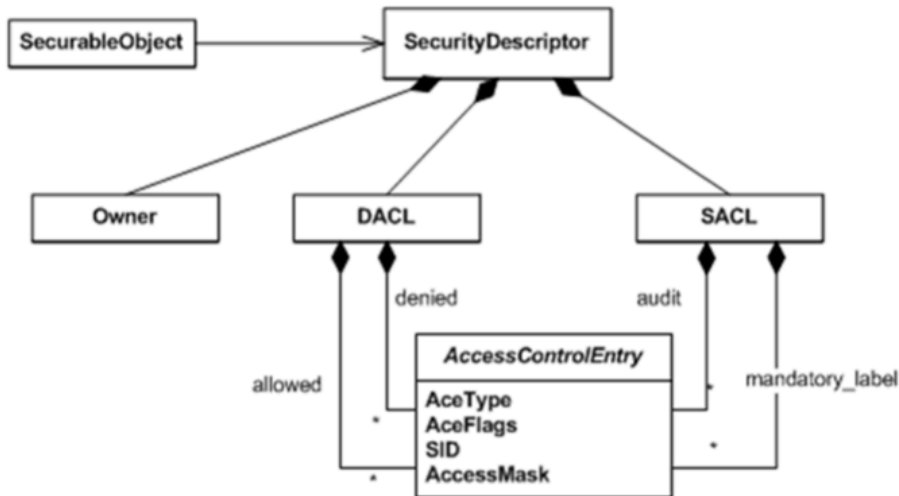 SecurableObject
SecurityDescriptor
Owner
DACL
SACL
denied
audit
allowed
mandatory_label
AccessControlEntry
AceType
AceFlags
SID
AccessMask
*
*
*
*